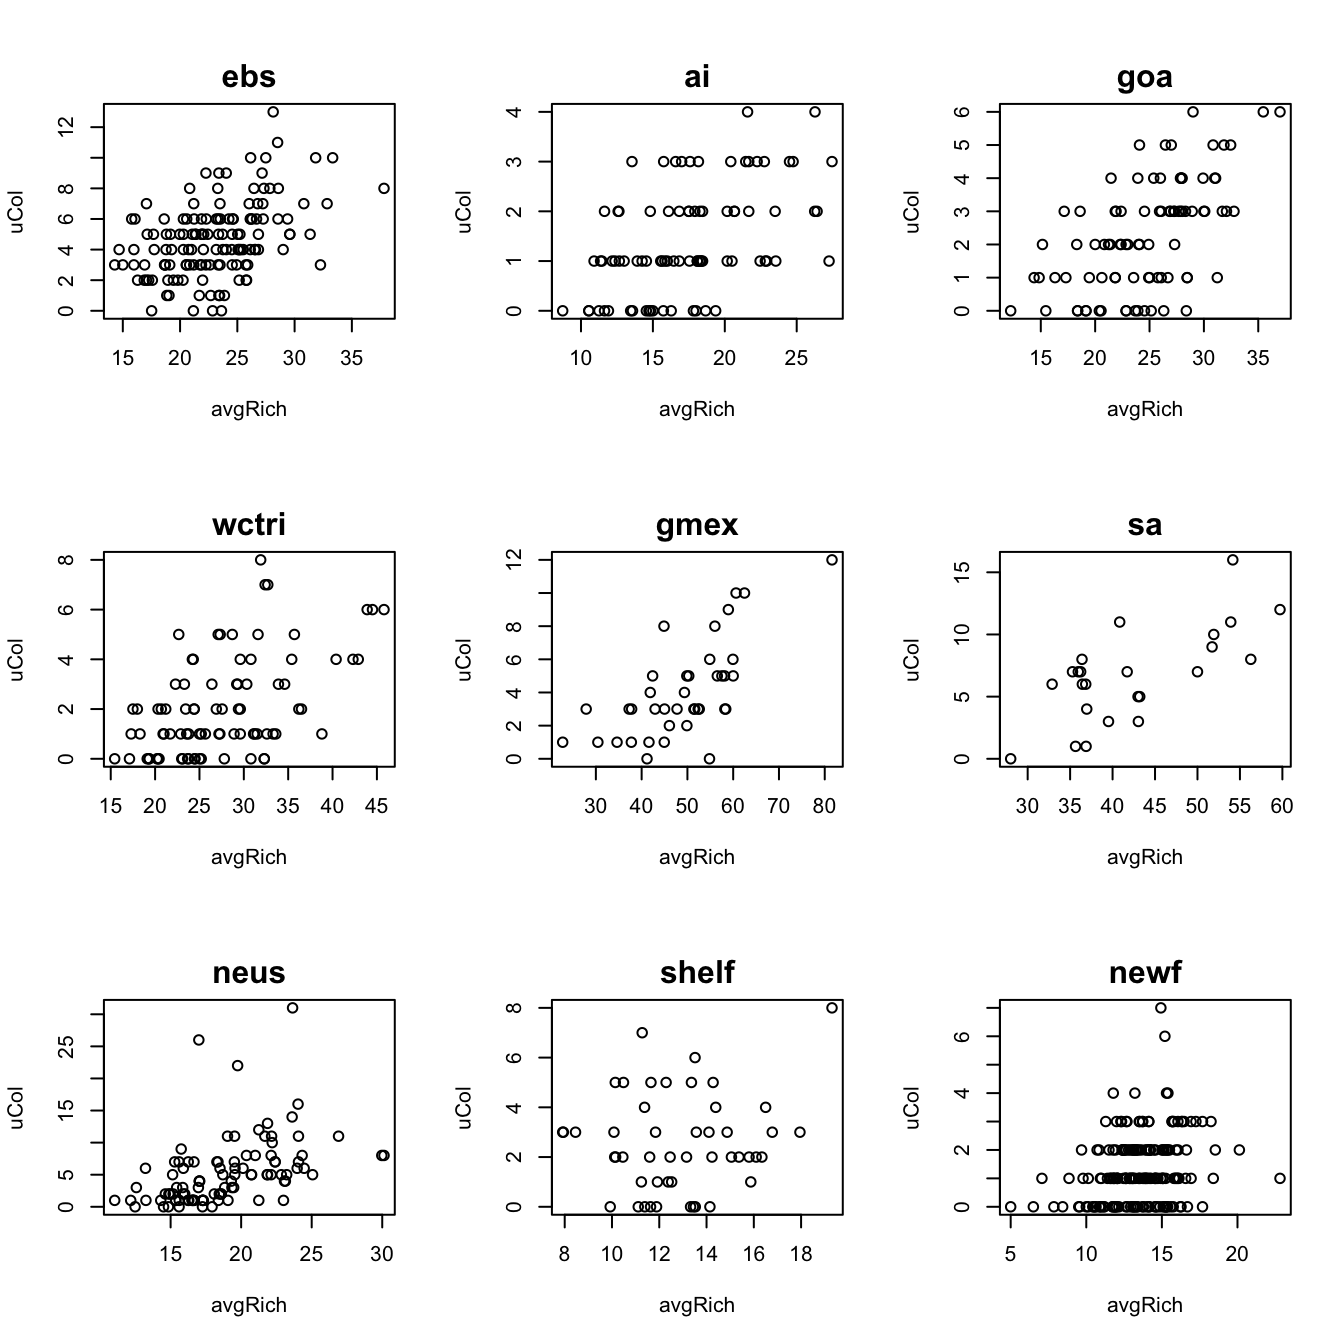 ebs
uCol
0 2 4 6 8 12
15 20 25 30 35
avgRich
ai
uCol
0 1 2 3 4
10 15 20 25
avgRich
goa
uCol
0 1 2 3 4 5 6
15 20 25 30 35
avgRich
wctri
uCol
0 2 4 6 8
15 20 25 30 35 40 45
avgRich
gmex
uCol
0 2 4 6 8 12
30 40 50 60 70 80
avgRich
sa
uCol
0 5 10 15
30 35 40 45 50 55 60
avgRich
neus
uCol
0 5 15 25
15 20 25 30
avgRich
shelf
uCol
0 2 4 6 8
8 10 12 14 16 18
avgRich
newf
uCol
0 2 4 6
5 10 15 20
avgRich